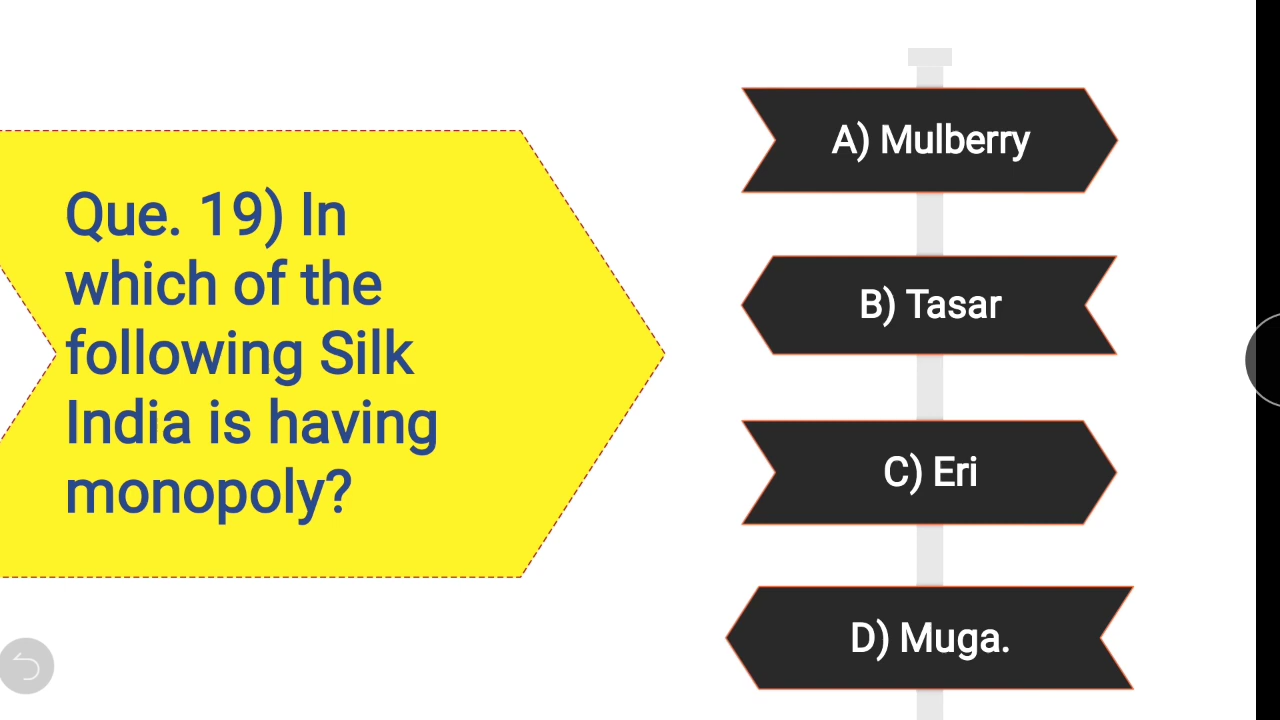 Que. 19) In
which of the
following Silk
India is having
monopoly?
A) Mulberry
B) Tasar
C) Eri
D) Muga.